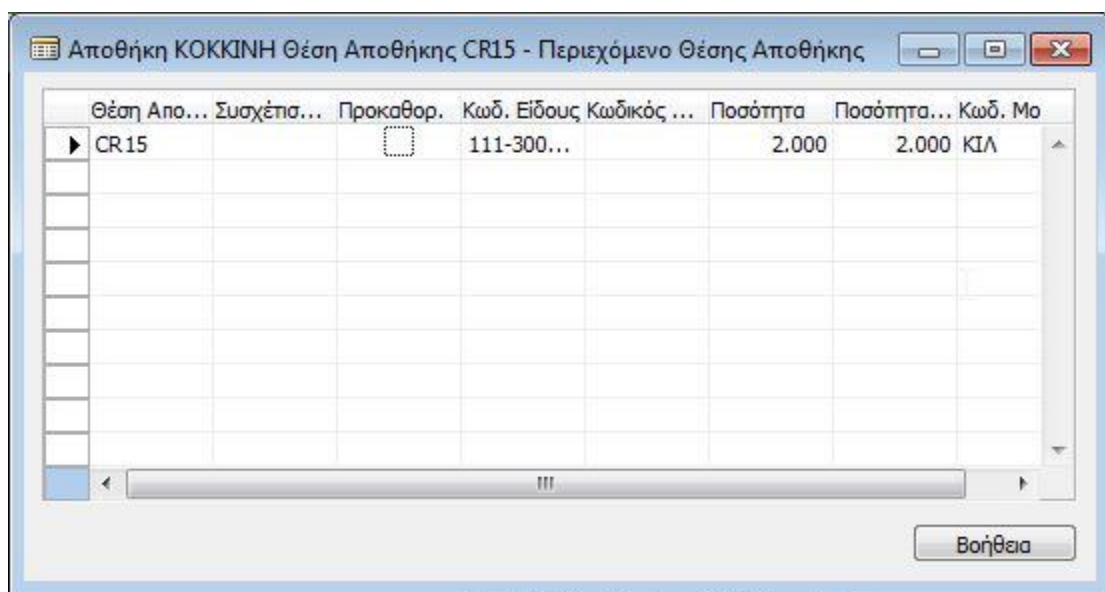 Αποθήκη ΚΟΚΚΙΝΗ Θέση Αποθήκης CR15 - Περιεχόμενο Θέσης Αποθήκης
Θέση Απο... Συσχέτισ... Προκαθορ. Κωδ. Είδους Κωδικός ... Ποσότητα Ποσότητα... Κωδ. Μο
CR15 111-300... 2.000 2.000 ΚΙΛ
Βοήθεια